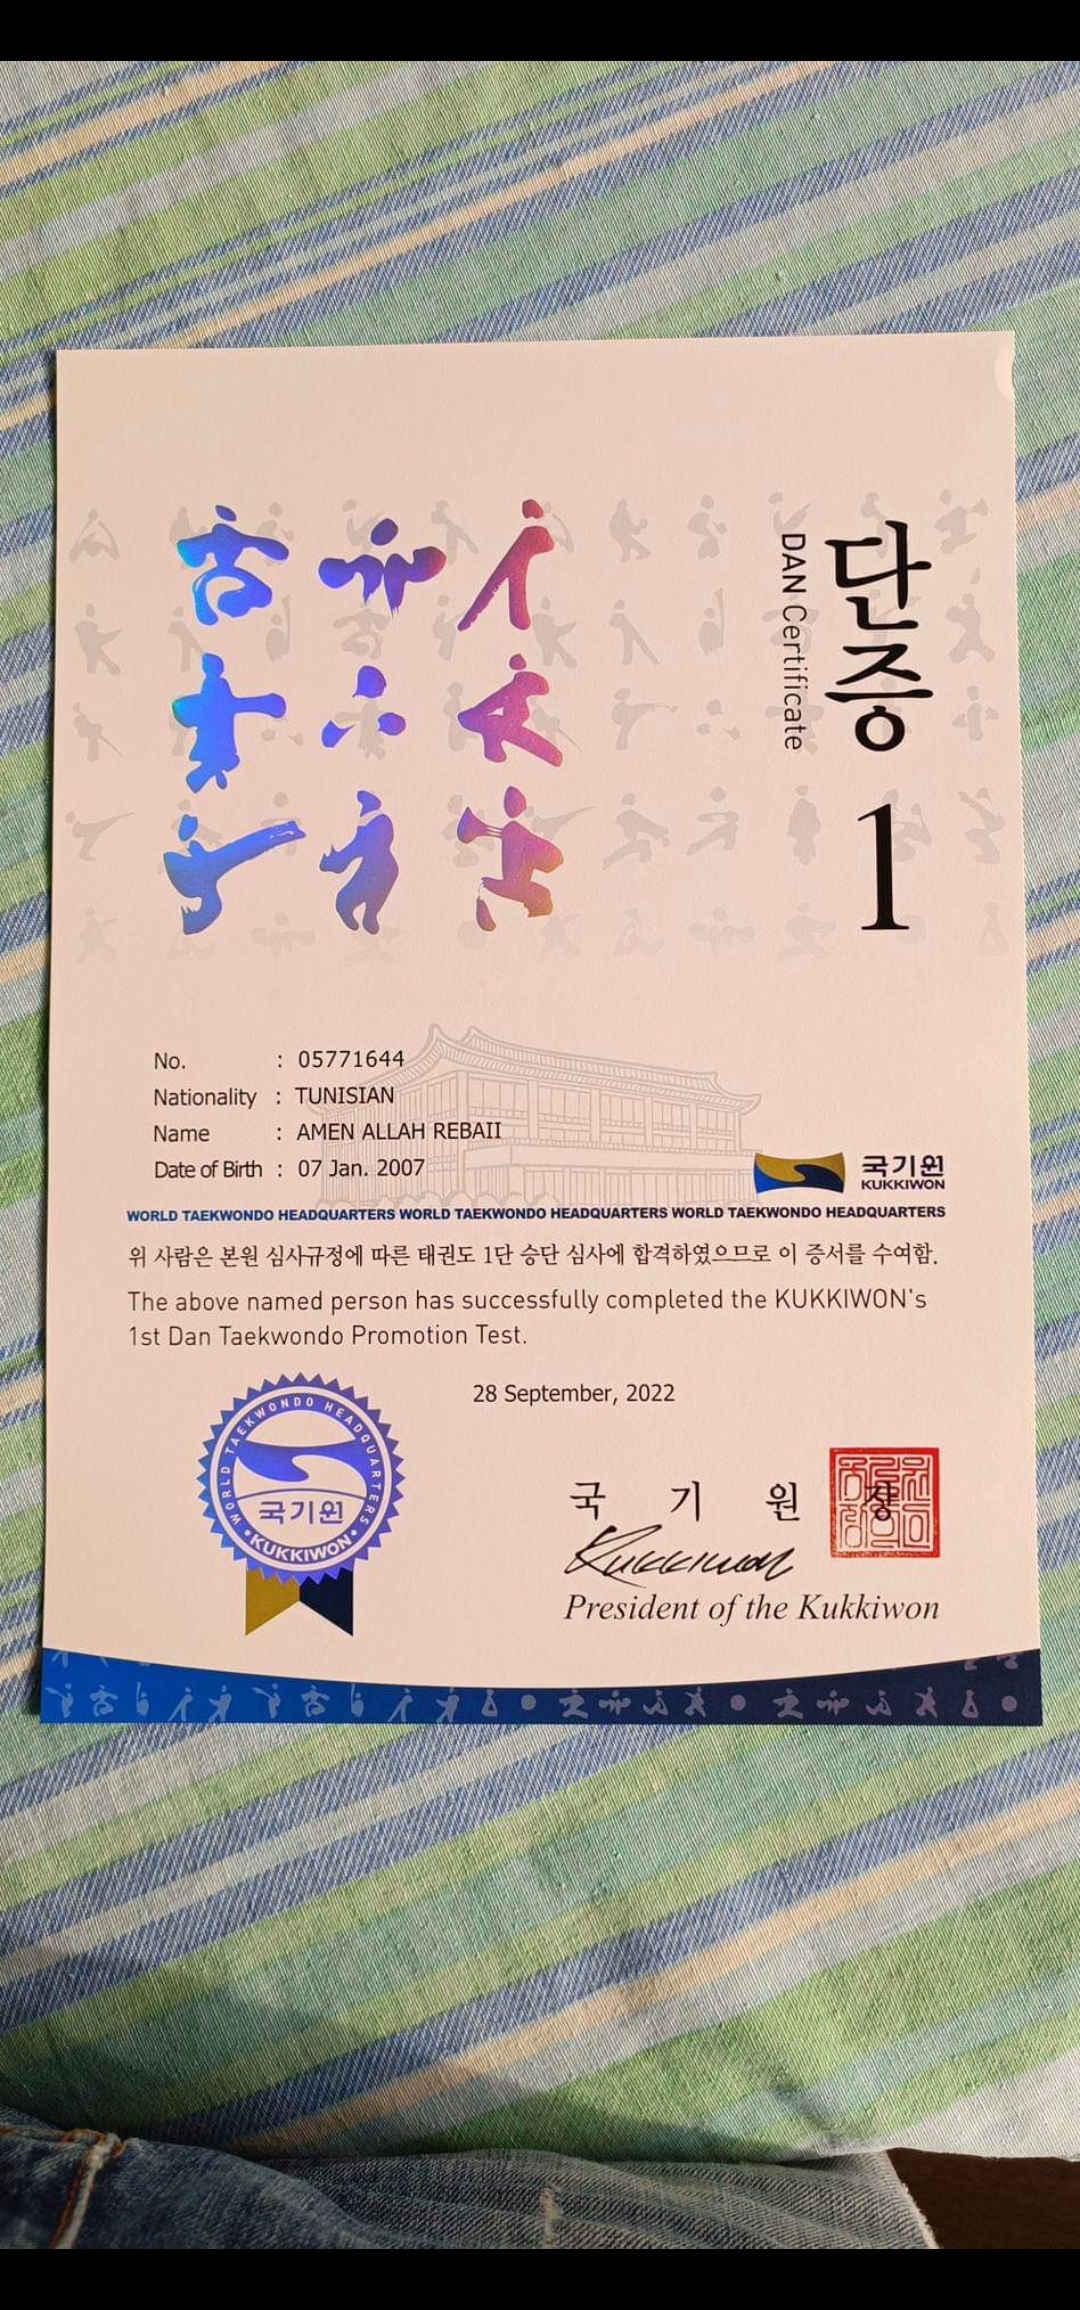 단증 1
DAN Certificate
No. : 05771644
Nationality : TUNISIAN
Name : AMEN ALLAH REBAII
Date of Birth : 07 Jan. 2007
국기원
KUKKIWON
WORLD TAEKWONDO HEADQUARTERS WORLD TAEKWONDO HEADQUARTERS WORLD TAEKWONDO HEADQUARTERS
위 사람은 본원 심사규정에 따른 태권도 1단 승단 심사에 합격하였으므로 이 증서를 수여함.
The above named person has successfully completed the KUKKIWON's
1st Dan Taekwondo Promotion Test.
28 September, 2022
WORLD TAEKWONDO HEADQUARTERS
국기원
KUKKIWON
국 기 원 장
Kukkiwon
President of the Kukkiwon